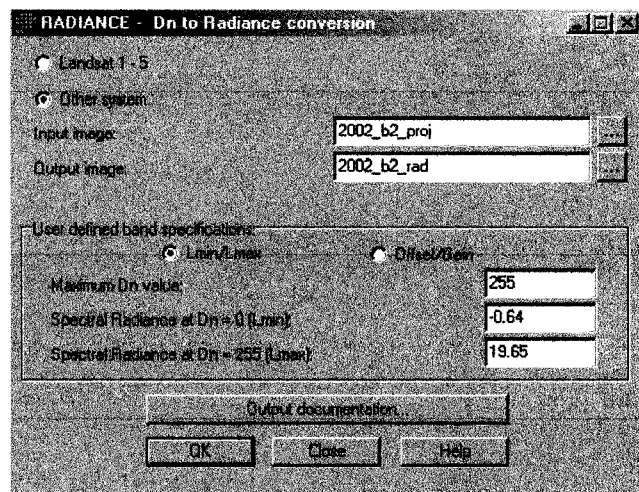 RADIANCE - Dn to Radiance conversion
Landsat 1 - 5
Other system
Input image: 2002_b2_proj ...
Output image: 2002_b2_rad ...
User defined band specifications:
Lmin/Lmax Offset/Gain
Maximum Dn value: 255
Spectral Radiance at Dn = 0 (Lmin): -0.64
Spectral Radiance at Dn = 255 (Lmax): 19.65
Output documentation...
OK Close Help